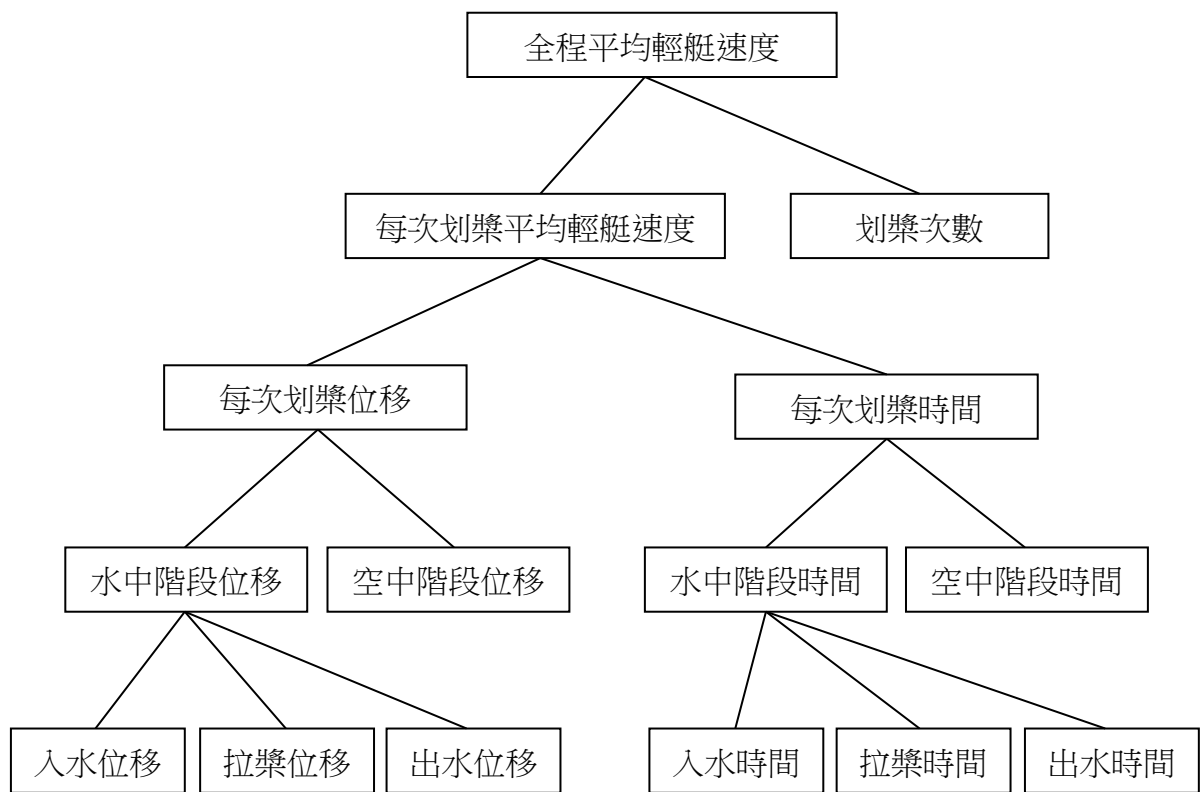 全程平均輕艇速度
每次划槳平均輕艇速度
划槳次數
每次划槳位移
每次划槳時間
水中階段位移
空中階段位移
水中階段時間
空中階段時間
入水位移
拉槳位移
出水位移
入水時間
拉槳時間
出水時間